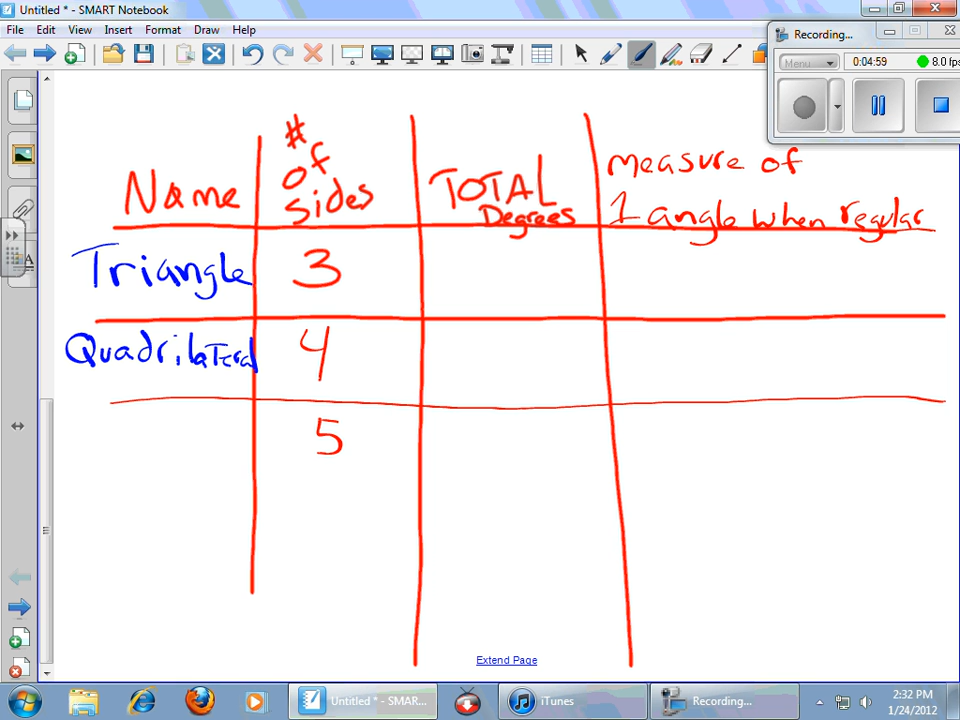 Untitled * - SMART Notebook
File Edit View Insert Format Tools Draw Help
Recording...
Menu 0:04:59 8.0 fps
Name
#
of
sides
TOTAL
Degrees
measure of
1 angle when regular
Triangle 3
Quadrilateral 4
5
Extend Page
Untitled * - SMAR...
iTunes
Recording...
2:32 PM
1/24/2012